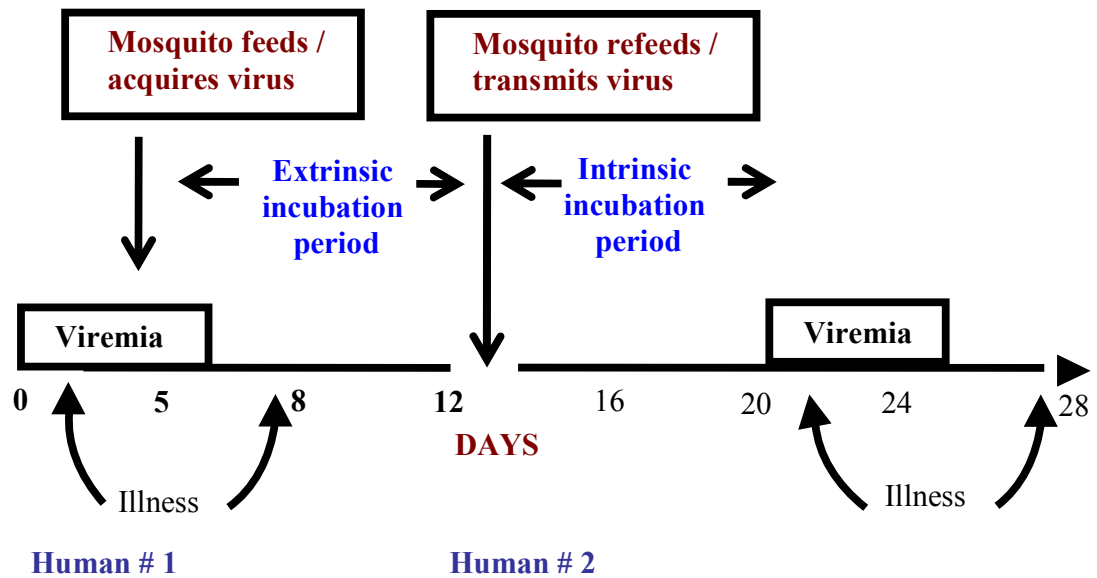 Mosquito feeds /
acquires virus
Mosquito refeeds /
transmits virus
Extrinsic
incubation
period
Intrinsic
incubation
period
Viremia
Viremia
0 5 8 12 16 20 24 28
DAYS
Illness
Illness
Human # 1
Human # 2